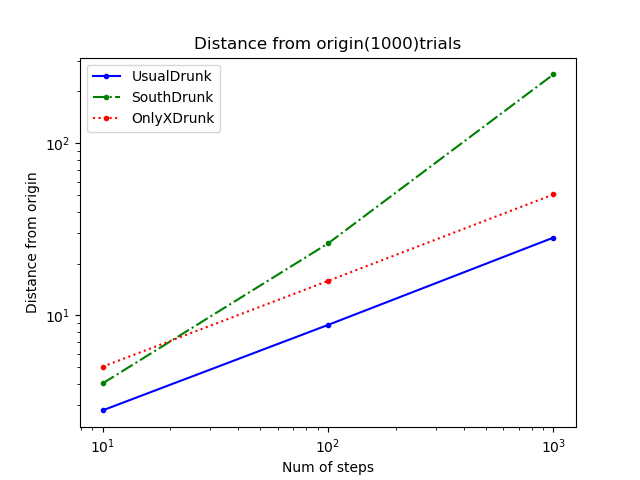 Distance from origin(1000)trials
UsualDrunk
SouthDrunk
OnlyXDrunk
Distance from origin
10²
10¹
10¹ 10² 10³
Num of steps